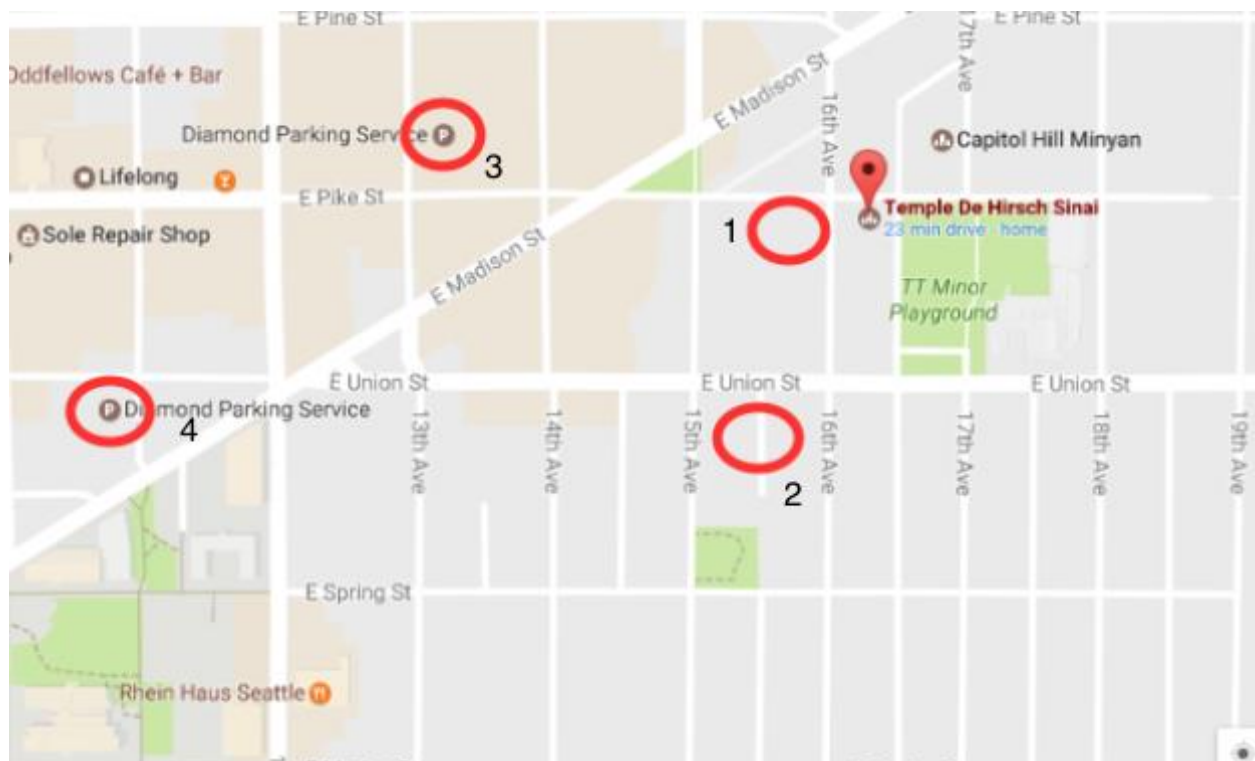 E Pine St
E Pine St
17th Ave
Oddfellows Café + Bar
E Madison St
16th Ave
Diamond Parking Service
3
Capitol Hill Minyan
Lifelong
E Pike St
Temple De Hirsch Sinai
23 min drive · home
1
Sole Repair Shop
E Madison St
TT Minor
Playground
E Union St
E Union St
E Union St
Diamond Parking Service
4
13th Ave
14th Ave
15th Ave
16th Ave
17th Ave
18th Ave
19th Ave
2
E Spring St
Rhein Haus Seattle